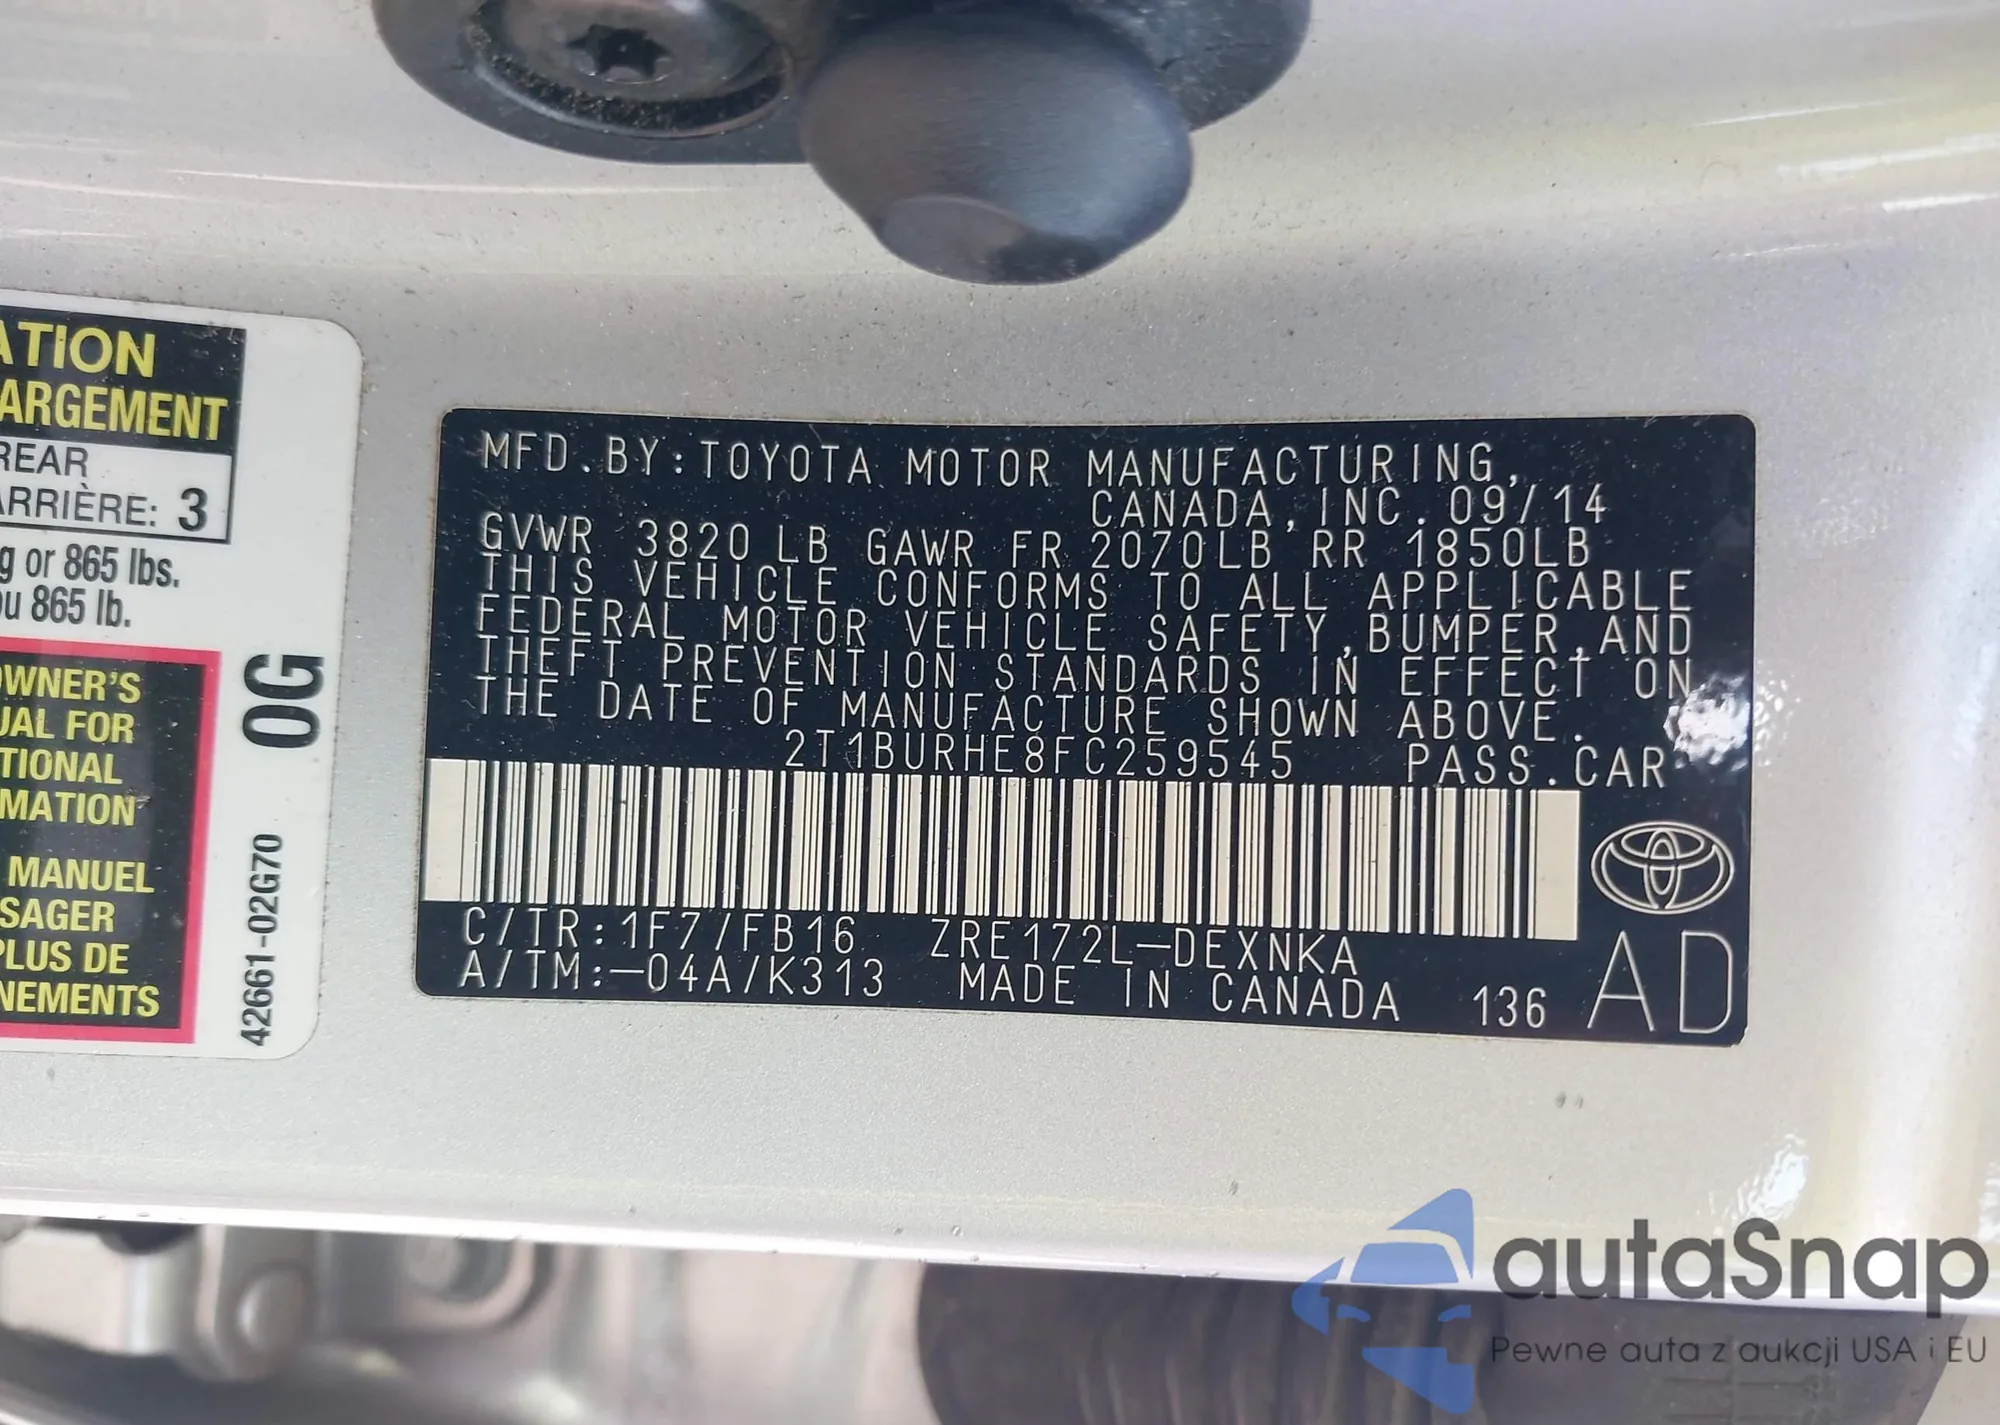 ATION
ARGEMENT
REAR
ARRIÈRE: 3
g or 865 lbs.
ou 865 lb.
OWNER'S
UAL FOR
TIONAL
MATION
MANUEL
SAGER
PLUS DE
NEMENTS
0G
42661-02G70
MFD.BY:TOYOTA MOTOR MANUFACTURING,
CANADA,INC. 09/14
GVWR 3820 LB GAWR FR 2070LB RR 1850LB
THIS VEHICLE CONFORMS TO ALL APPLICABLE
FEDERAL MOTOR VEHICLE SAFETY,BUMPER,AND
THEFT PREVENTION STANDARDS IN EFFECT ON
THE DATE OF MANUFACTURE SHOWN ABOVE.
2T1BURHE8FC259545 PASS.CAR
C/TR:1F7/FB16 ZRE172L-DEXNKA
A/TM:-04A/K313 MADE IN CANADA 136 AD
autaSnap
Pewne auta z aukcji USA i EU